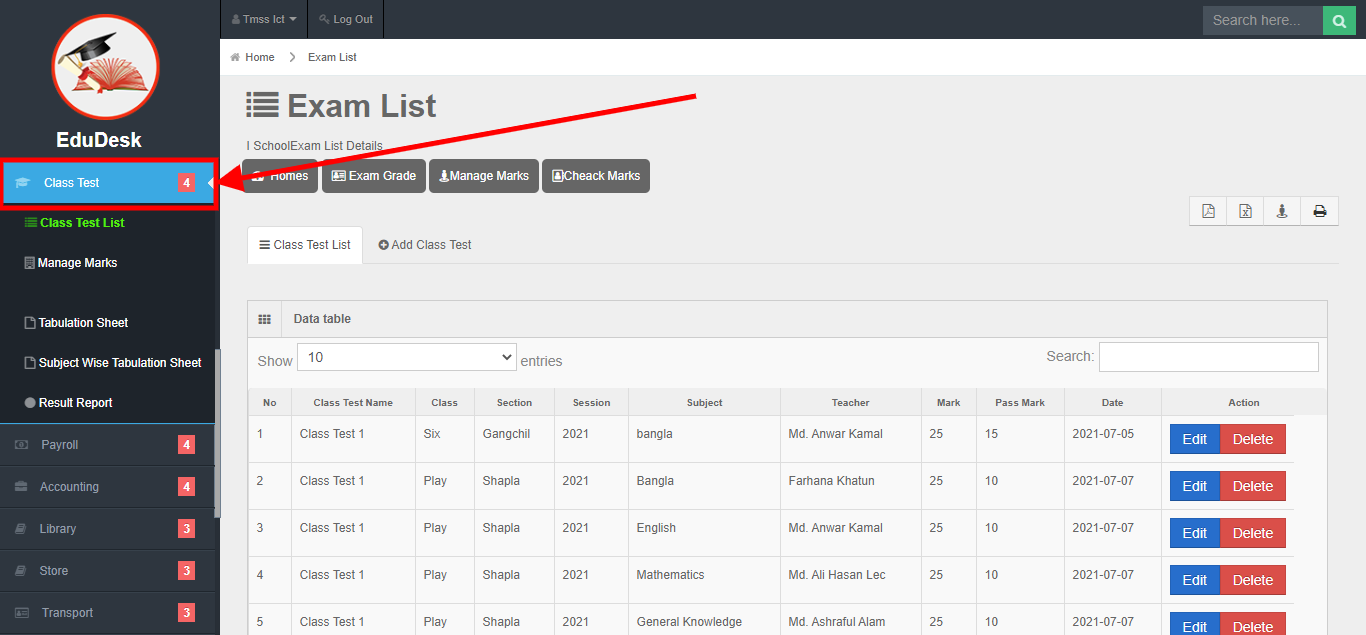 Tmss Ict
Log Out
Search here...
EduDesk
Home
Exam List
Exam List
I SchoolExam List Details
Homes
Exam Grade
Manage Marks
Cheack Marks
Class Test 4
Class Test List
Manage Marks
Tabulation Sheet
Subject Wise Tabulation Sheet
Result Report
Payroll 4
Accounting 4
Library 3
Store 3
Transport 3
Class Test List
Add Class Test
Data table
Show 10 entries
Search:
No Class Test Name Class Section Session Subject Teacher Mark Pass Mark Date Action
1 Class Test 1 Six Gangchil 2021 bangla Md. Anwar Kamal 25 15 2021-07-05 Edit Delete
2 Class Test 1 Play Shapla 2021 Bangla Farhana Khatun 25 10 2021-07-07 Edit Delete
3 Class Test 1 Play Shapla 2021 English Md. Anwar Kamal 25 10 2021-07-07 Edit Delete
4 Class Test 1 Play Shapla 2021 Mathematics Md. Ali Hasan Lec 25 10 2021-07-07 Edit Delete
5 Class Test 1 Play Shapla 2021 General Knowledge Md. Ashraful Alam 25 10 2021-07-07 Edit Delete